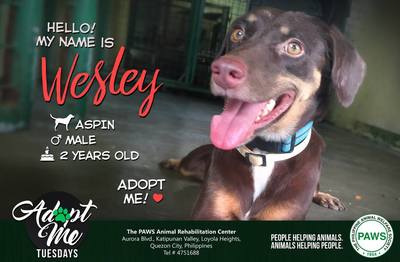 HELLO!
MY NAME IS
Wesley
ASPIN
MALE
2 YEARS OLD
ADOPT
ME!
Adopt
Me
TUESDAYS
The PAWS Animal Rehabilitation Center
Aurora Blvd., Katipunan Valley, Loyola Heights,
Quezon City, Philippines
Tel # 4751688
PEOPLE HELPING ANIMALS.
ANIMALS HELPING PEOPLE.
PAWS